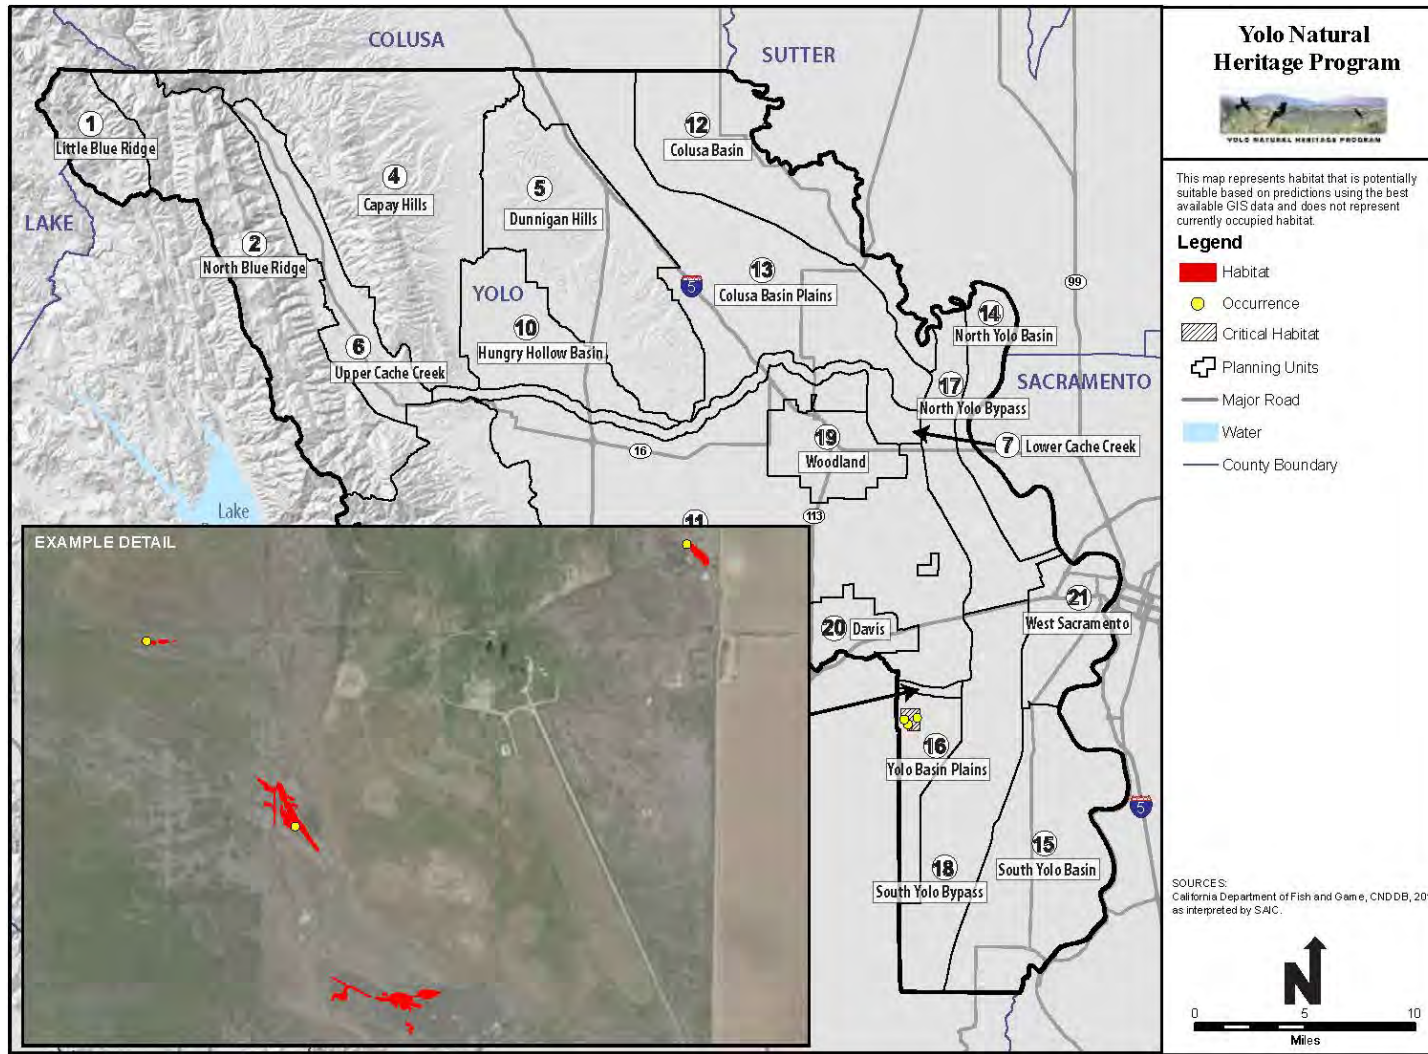 COLUSA
SUTTER
1
Little Blue Ridge
12
Colusa Basin
4
Capay Hills
5
Dunnigan Hills
LAKE
2
North Blue Ridge
YOLO
5
13
Colusa Basin Plains
99
10
Hungry Hollow Basin
14
North Yolo Basin
6
Upper Cache Creek
SACRAMENTO
17
North Yolo Bypass
16
19
Woodland
7
Lower Cache Creek
Lake
11
113
EXAMPLE DETAIL
21
West Sacramento
20
Davis
16
Yolo Basin Plains
5
15
South Yolo Basin
18
South Yolo Bypass
Yolo Natural
Heritage Program
YOLO NATURAL HERITAGE PROGRAM
This map represents habitat that is potentially
suitable based on predictions using the best
available GIS data and does not represent
currently occupied habitat.
Legend
Habitat
Occurrence
Critical Habitat
Planning Units
Major Road
Water
County Boundary
SOURCES:
California Department of Fish and Game, CNDDB,
as interpreted by SAIC.
N
0 5 10
Miles